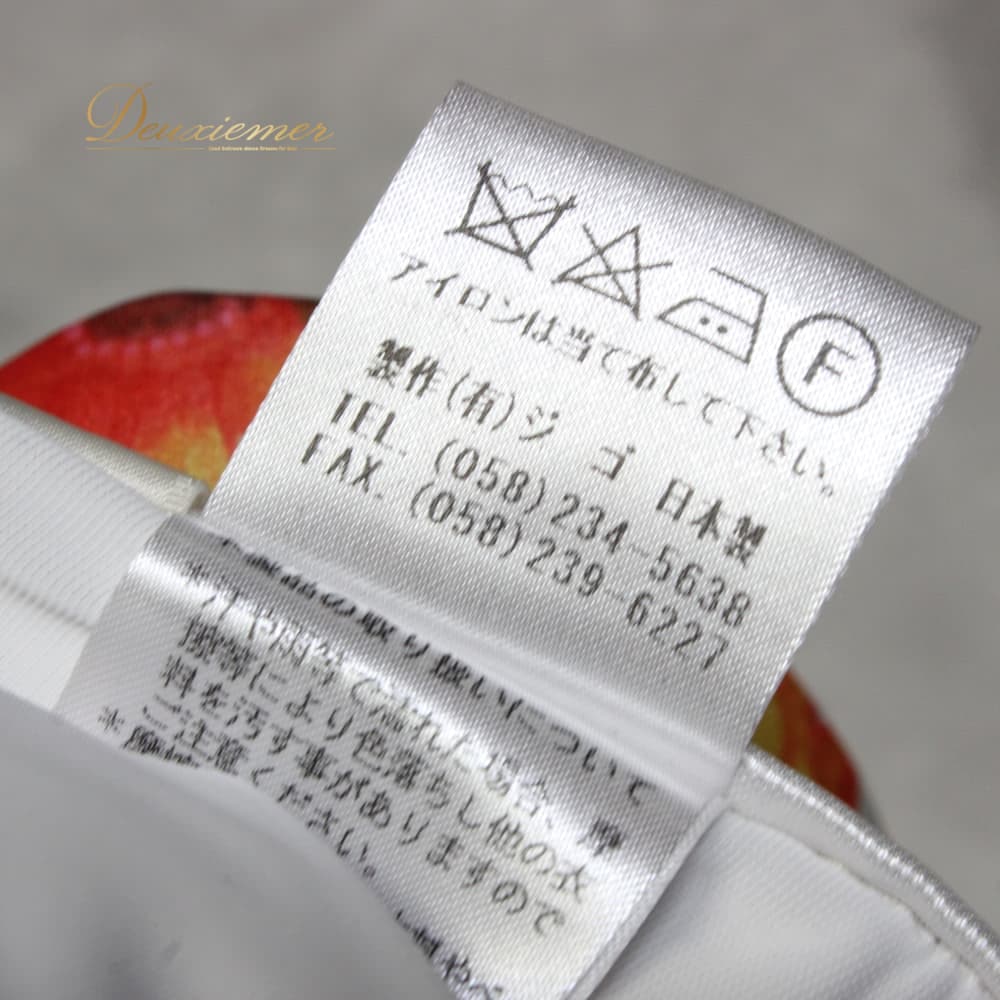 Deuxiemer
F
アイロンは当て布して下さい。
製作(有)ジ ゴ 日本製
TEL. (058)234-5638
FAX. (058)239-6227
の取り扱いについて
汗や雨等で濡れた場合、摩
擦等により色落ちし他の衣
料を汚す事がありますので
ご注意ください。